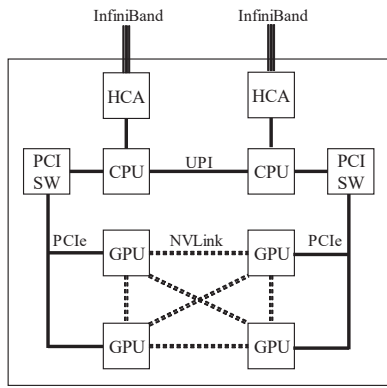 InfiniBand InfiniBand
HCA HCA
PCI SW CPU UPI CPU PCI SW
PCIe GPU NVLink GPU PCIe
GPU GPU